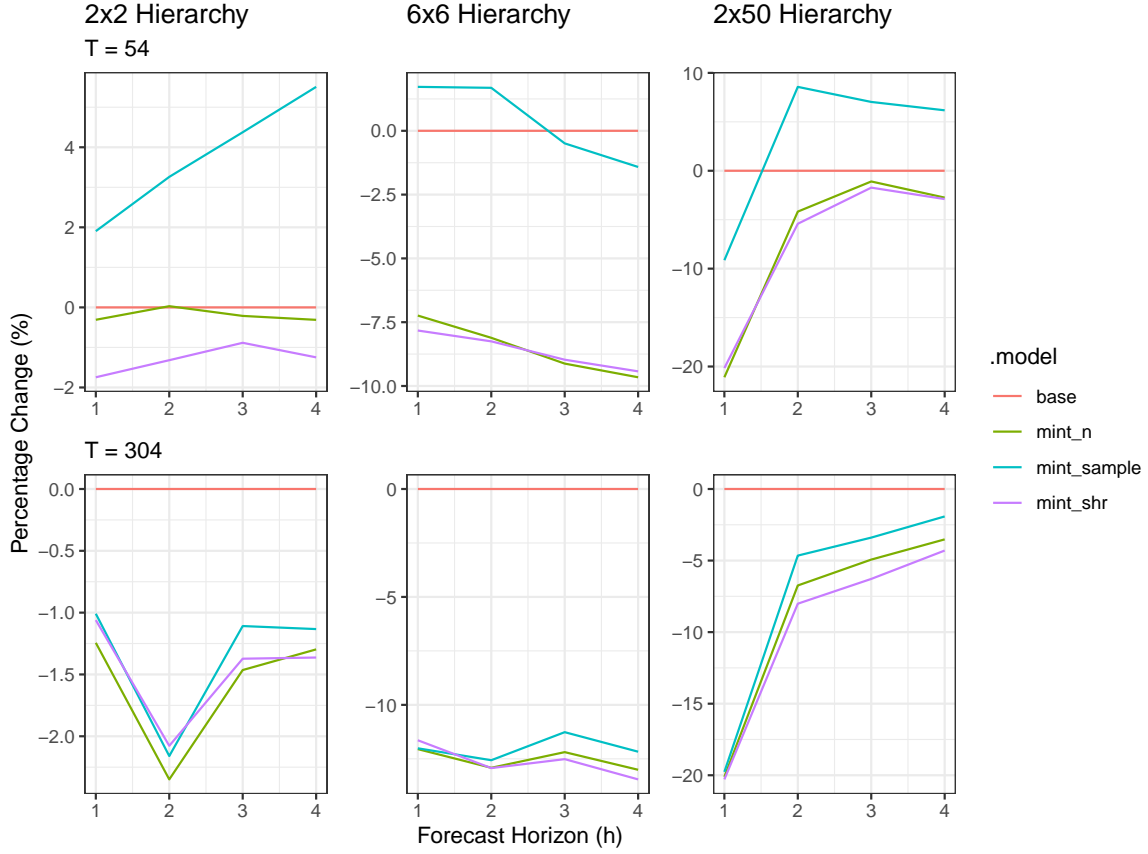 2x2 Hierarchy
6x6 Hierarchy
2x50 Hierarchy
T = 54
4
2
0
−2
1 2 3 4
0.0
−2.5
−5.0
−7.5
−10.0
1 2 3 4
10
0
−10
−20
1 2 3 4
Percentage Change (%)
T = 304
0.0
−0.5
−1.0
−1.5
−2.0
1 2 3 4
0
−5
−10
1 2 3 4
0
−5
−10
−15
−20
1 2 3 4
Forecast Horizon (h)
.model
base
mint_n
mint_sample
mint_shr